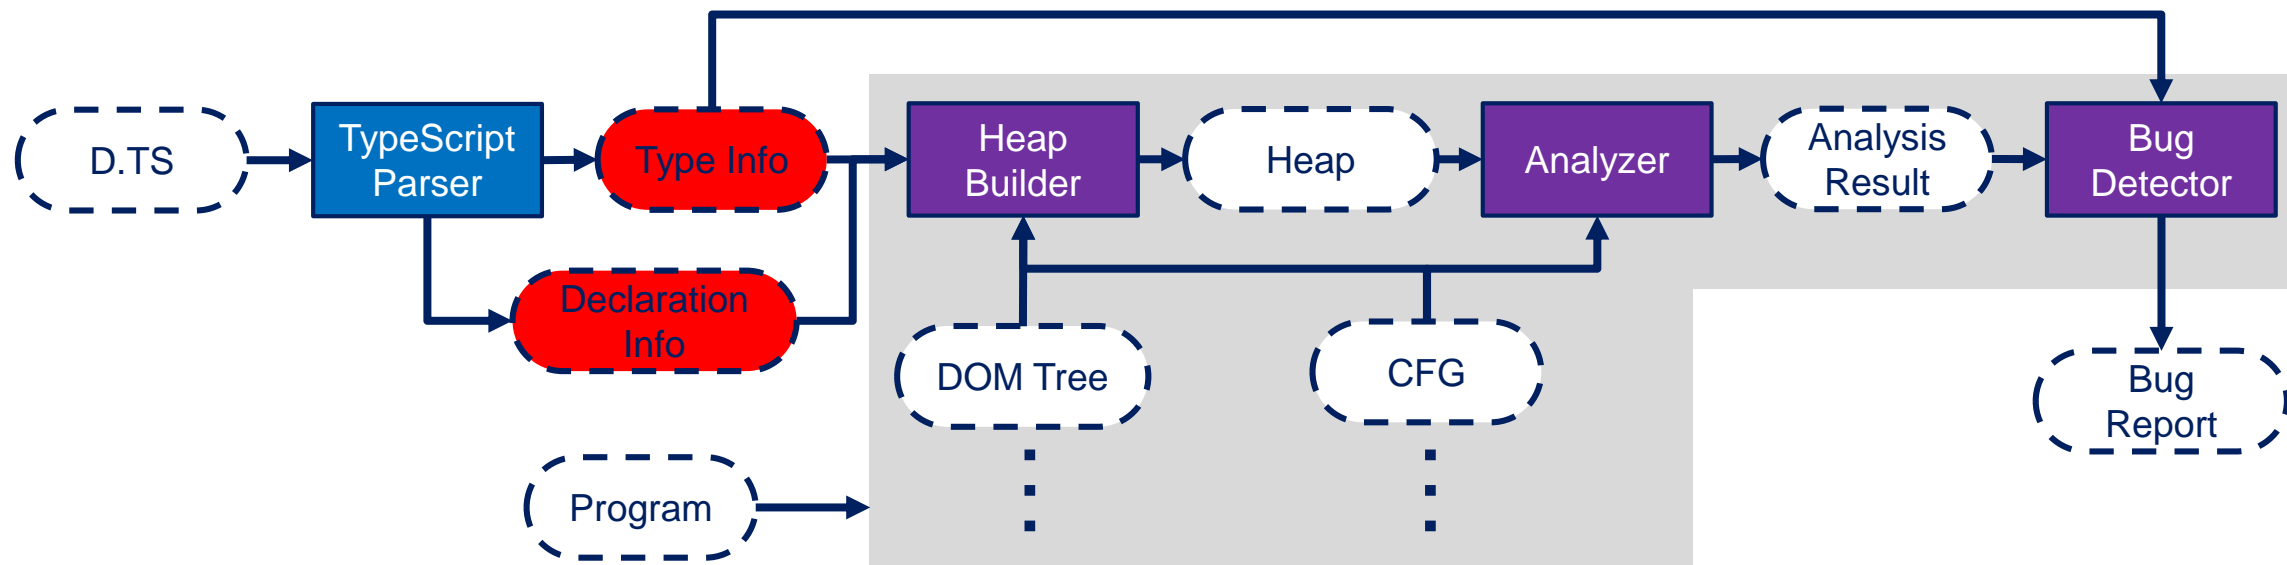 D.TS
TypeScript
Parser
Type Info
Heap
Builder
Heap
Analyzer
Analysis
Result
Bug
Detector
Declaration
Info
DOM Tree
CFG
Bug
Report
Program